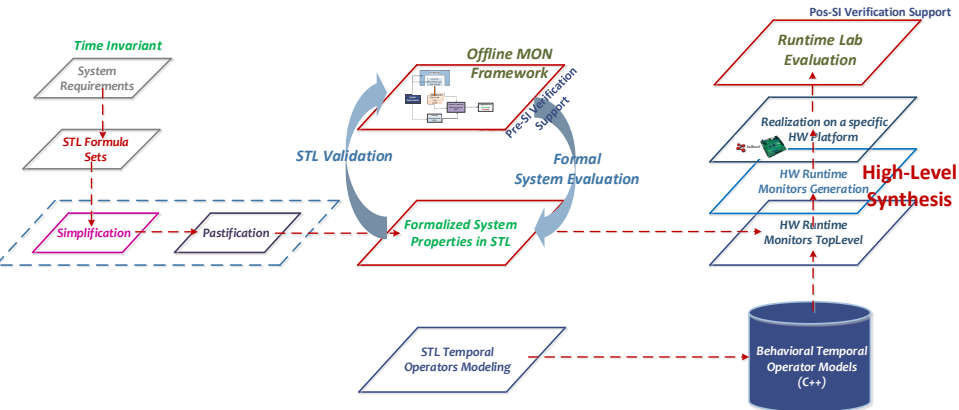 Time Invariant
System
Requirements
STL Formula
Sets
Simplification
Pastification
Offline MON
Framework
Pre-SI Verification
Support
STL Validation
Formal
System Evaluation
Formalized System
Properties in STL
STL Temporal
Operators Modeling
Pos-SI Verification Support
Runtime Lab
Evaluation
Realization on a specific
HW Platform
HW Runtime
Monitors Generation
High-Level
Synthesis
HW Runtime
Monitors TopLevel
Behavioral Temporal
Operator Models
(C++)